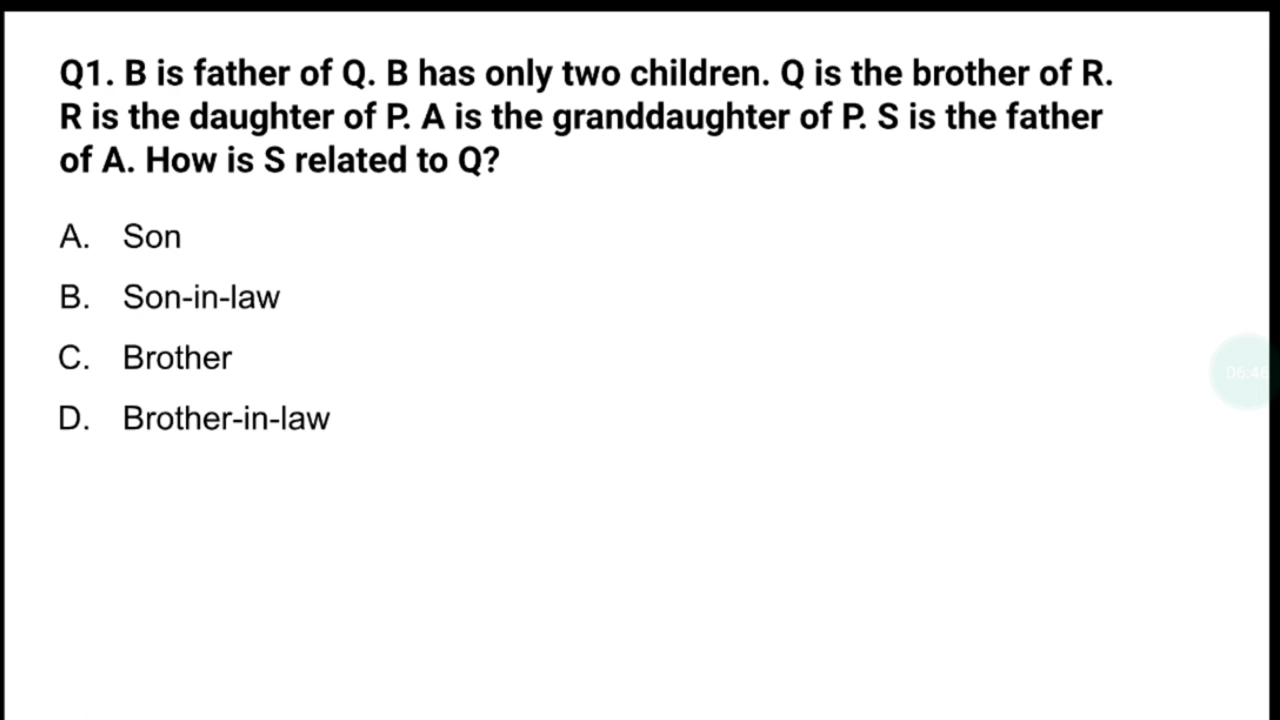 Q1. B is father of Q. B has only two children. Q is the brother of R.
R is the daughter of P. A is the granddaughter of P. S is the father
of A. How is S related to Q?
A. Son
B. Son-in-law
C. Brother
D. Brother-in-law